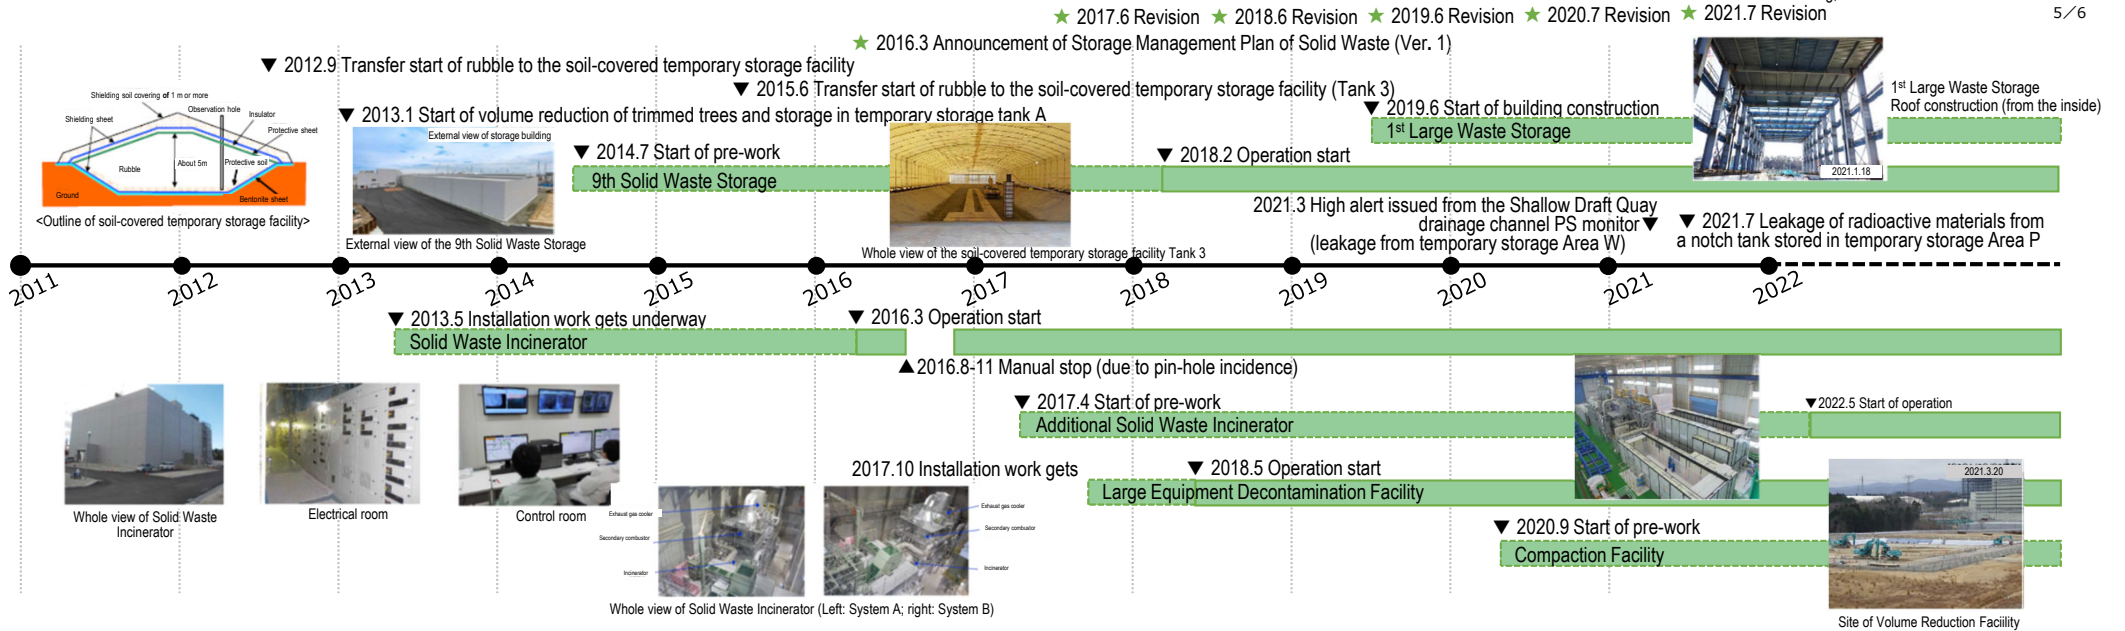 ★ 2017.6 Revision ★ 2018.6 Revision ★ 2019.6 Revision ★ 2020.7 Revision ★ 2021.7 Revision
5/6
★ 2016.3 Announcement of Storage Management Plan of Solid Waste (Ver. 1)
▼ 2012.9 Transfer start of rubble to the soil-covered temporary storage facility
▼ 2015.6 Transfer start of rubble to the soil-covered temporary storage facility (Tank 3)
▼ 2013.1 Start of volume reduction of trimmed trees and storage in temporary storage tank A
Shielding soil covering of 1 m or more
Observation hole
Shielding sheet
Insulator
Protective sheet
About 5m
Protective soil
Rubble
Ground
Bentonite sheet
<Outline of soil-covered temporary storage facility>
External view of storage building
External view of the 9th Solid Waste Storage
▼ 2014.7 Start of pre-work
9th Solid Waste Storage
▼ 2018.2 Operation start
Whole view of the soil-covered temporary storage facility Tank 3
▼ 2019.6 Start of building construction
1st Large Waste Storage
2021.1.18
1st Large Waste Storage
Roof construction (from the inside)
2021.3 High alert issued from the Shallow Draft Quay
drainage channel PS monitor ▼
(leakage from temporary storage Area W)
▼ 2021.7 Leakage of radioactive materials from
a notch tank stored in temporary storage Area P
2011
2012
2013
2014
2015
2016
2017
2018
2019
2020
2021
2022
▼ 2013.5 Installation work gets underway
Solid Waste Incinerator
▼ 2016.3 Operation start
▲2016.8-11 Manual stop (due to pin-hole incidence)
▼ 2017.4 Start of pre-work
Additional Solid Waste Incinerator
▼2022.5 Start of operation
2017.10 Installation work gets
▼ 2018.5 Operation start
Large Equipment Decontamination Facility
▼ 2020.9 Start of pre-work
Compaction Facility
2021.3.20
Site of Volume Reduction Faciility
Whole view of Solid Waste
Incinerator
Electrical room
Control room
Exhaust gas cooler
Secondary combustor
Incinerator
Exhaust gas cooler
Secondary combustor
Incinerator
Whole view of Solid Waste Incinerator (Left: System A; right: System B)